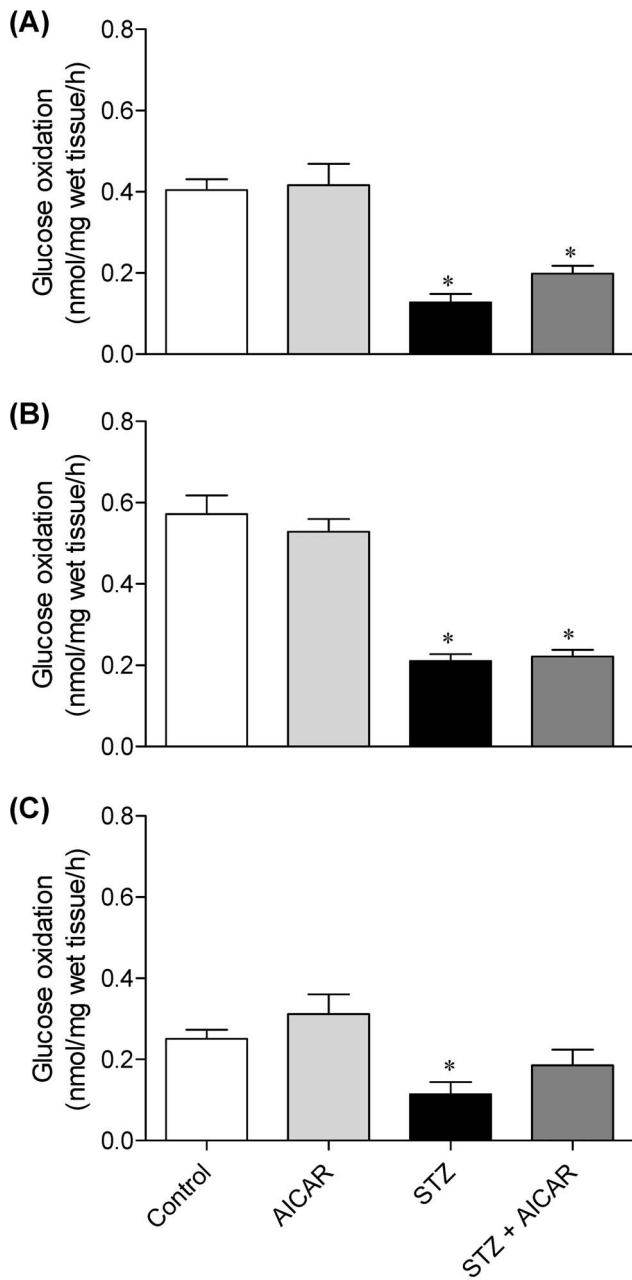 (A)
Glucose oxidation
(nmol/mg wet tissue/h)
0.8
0.6
0.4
0.2
0.0
*
*
(B)
Glucose oxidation
(nmol/mg wet tissue/h)
0.8
0.6
0.4
0.2
0.0
*
*
(C)
Glucose oxidation
(nmol/mg wet tissue/h)
0.8
0.6
0.4
0.2
0.0
*
Control
AICAR
STZ
STZ + AICAR